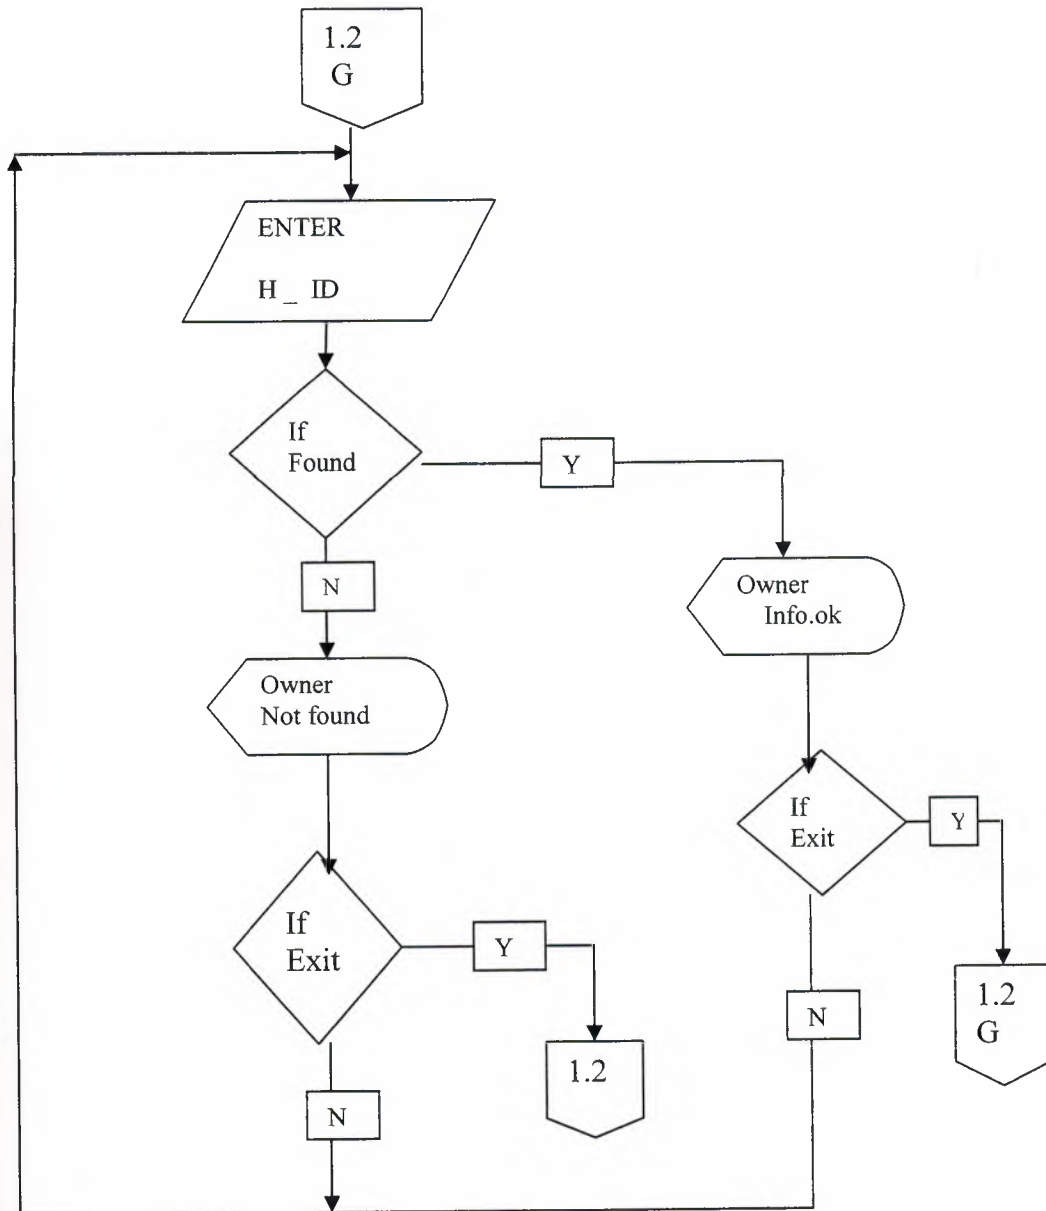 1.2
G
ENTER
H _ ID
If
Found
Y
N
Owner
Info.ok
Owner
Not found
If
Exit
Y
If
Exit
Y
1.2
G
N
1.2
N